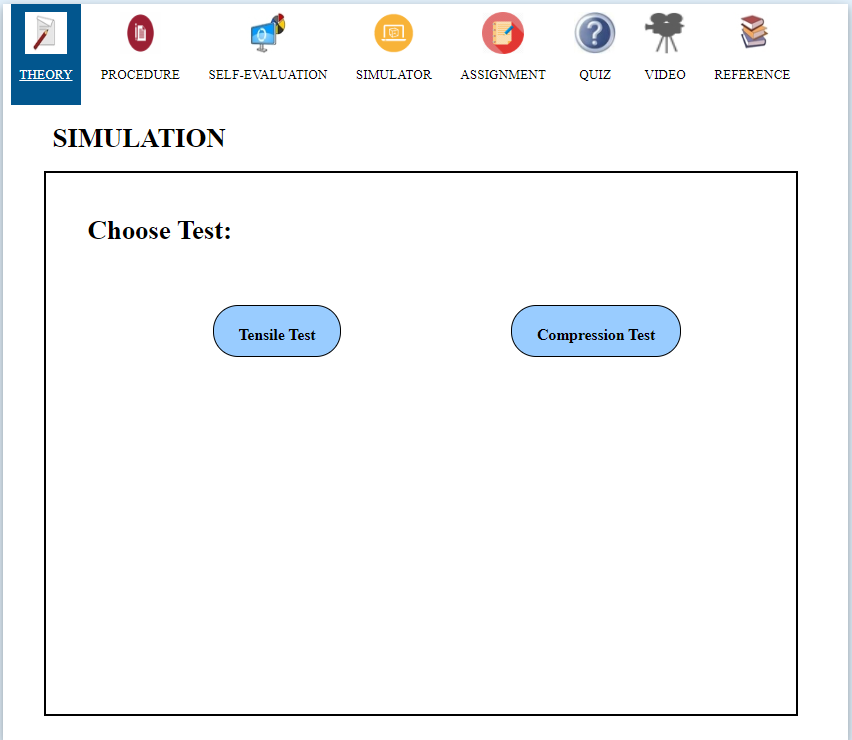 THEORY PROCEDURE SELF-EVALUATION SIMULATOR ASSIGNMENT QUIZ VIDEO REFERENCE
SIMULATION
Choose Test:
Tensile Test Compression Test